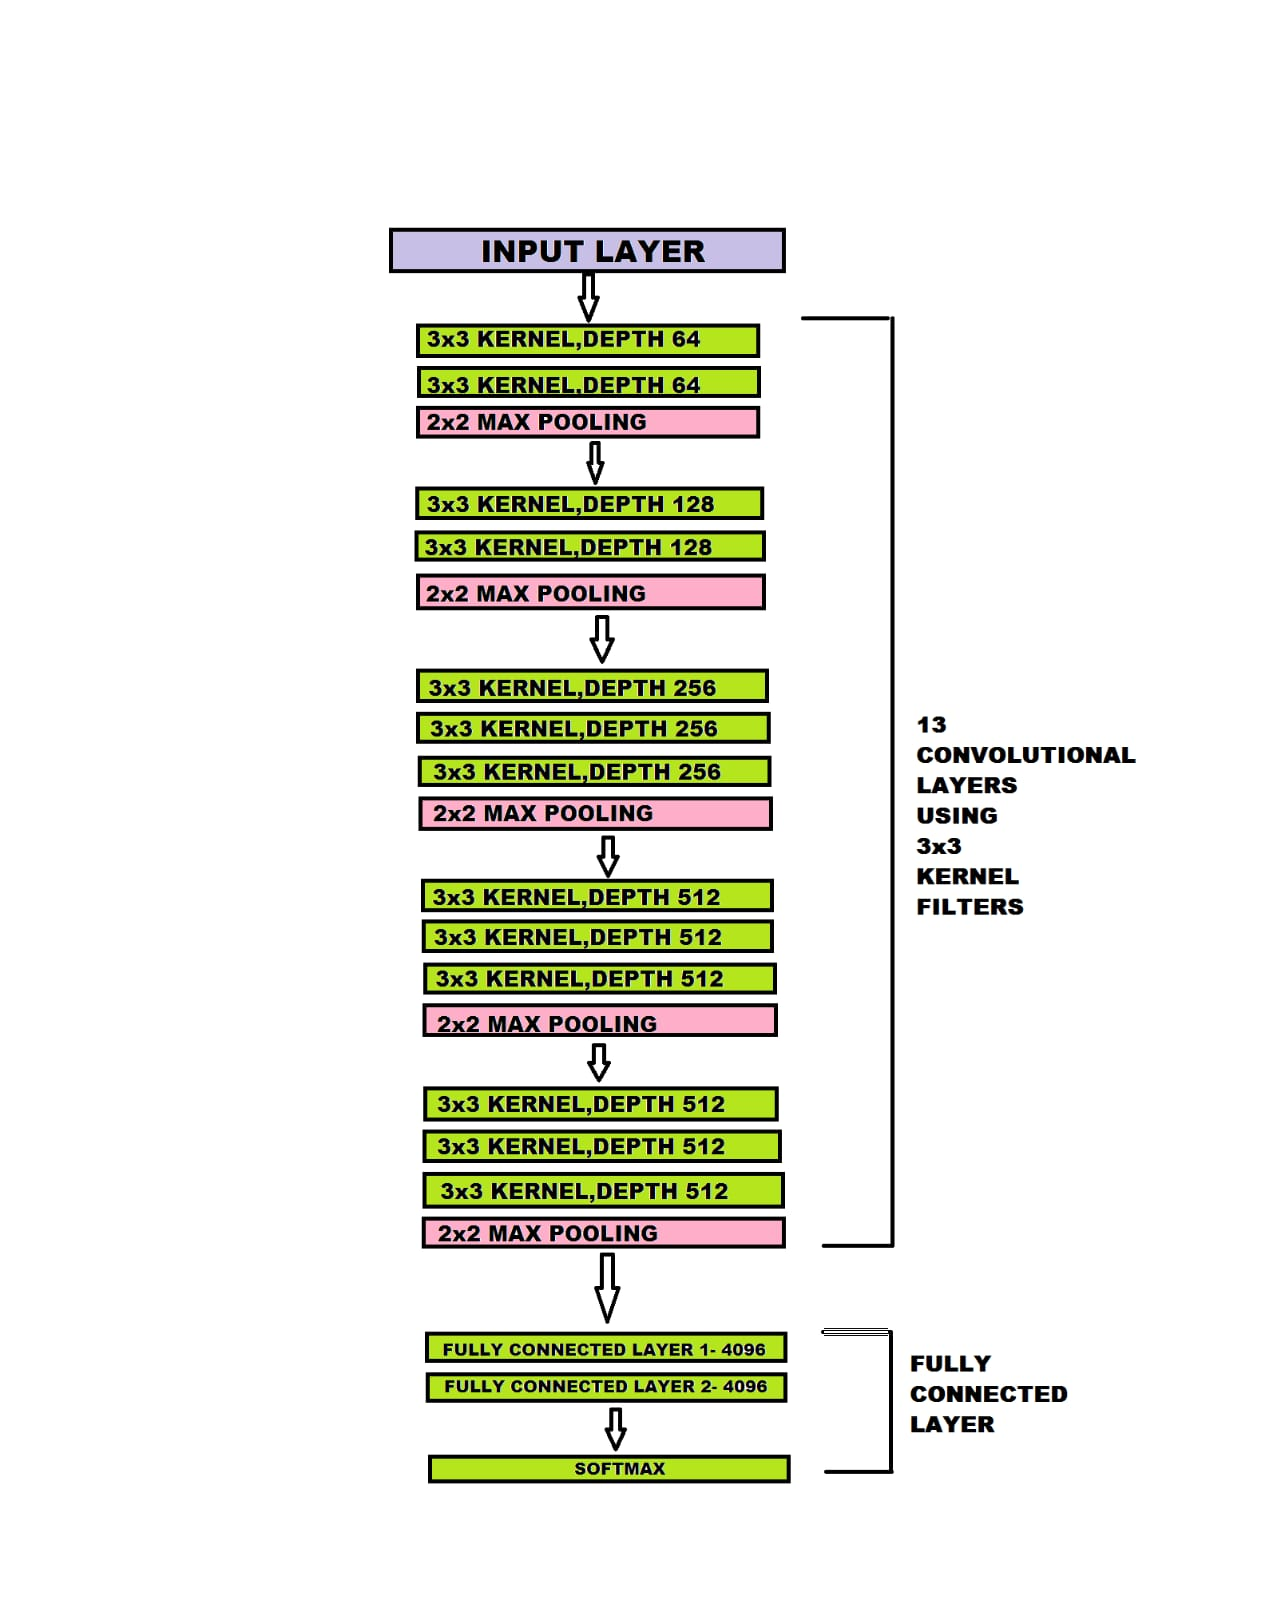 INPUT LAYER
3x3 KERNEL,DEPTH 64
3x3 KERNEL,DEPTH 64
2x2 MAX POOLING
3x3 KERNEL,DEPTH 128
3x3 KERNEL,DEPTH 128
2x2 MAX POOLING
3x3 KERNEL,DEPTH 256
3x3 KERNEL,DEPTH 256
3x3 KERNEL,DEPTH 256
2x2 MAX POOLING
3x3 KERNEL,DEPTH 512
3x3 KERNEL,DEPTH 512
3x3 KERNEL,DEPTH 512
2x2 MAX POOLING
3x3 KERNEL,DEPTH 512
3x3 KERNEL,DEPTH 512
3x3 KERNEL,DEPTH 512
2x2 MAX POOLING
13
CONVOLUTIONAL
LAYERS
USING
3x3
KERNEL
FILTERS
FULLY CONNECTED LAYER 1- 4096
FULLY CONNECTED LAYER 2- 4096
SOFTMAX
FULLY
CONNECTED
LAYER